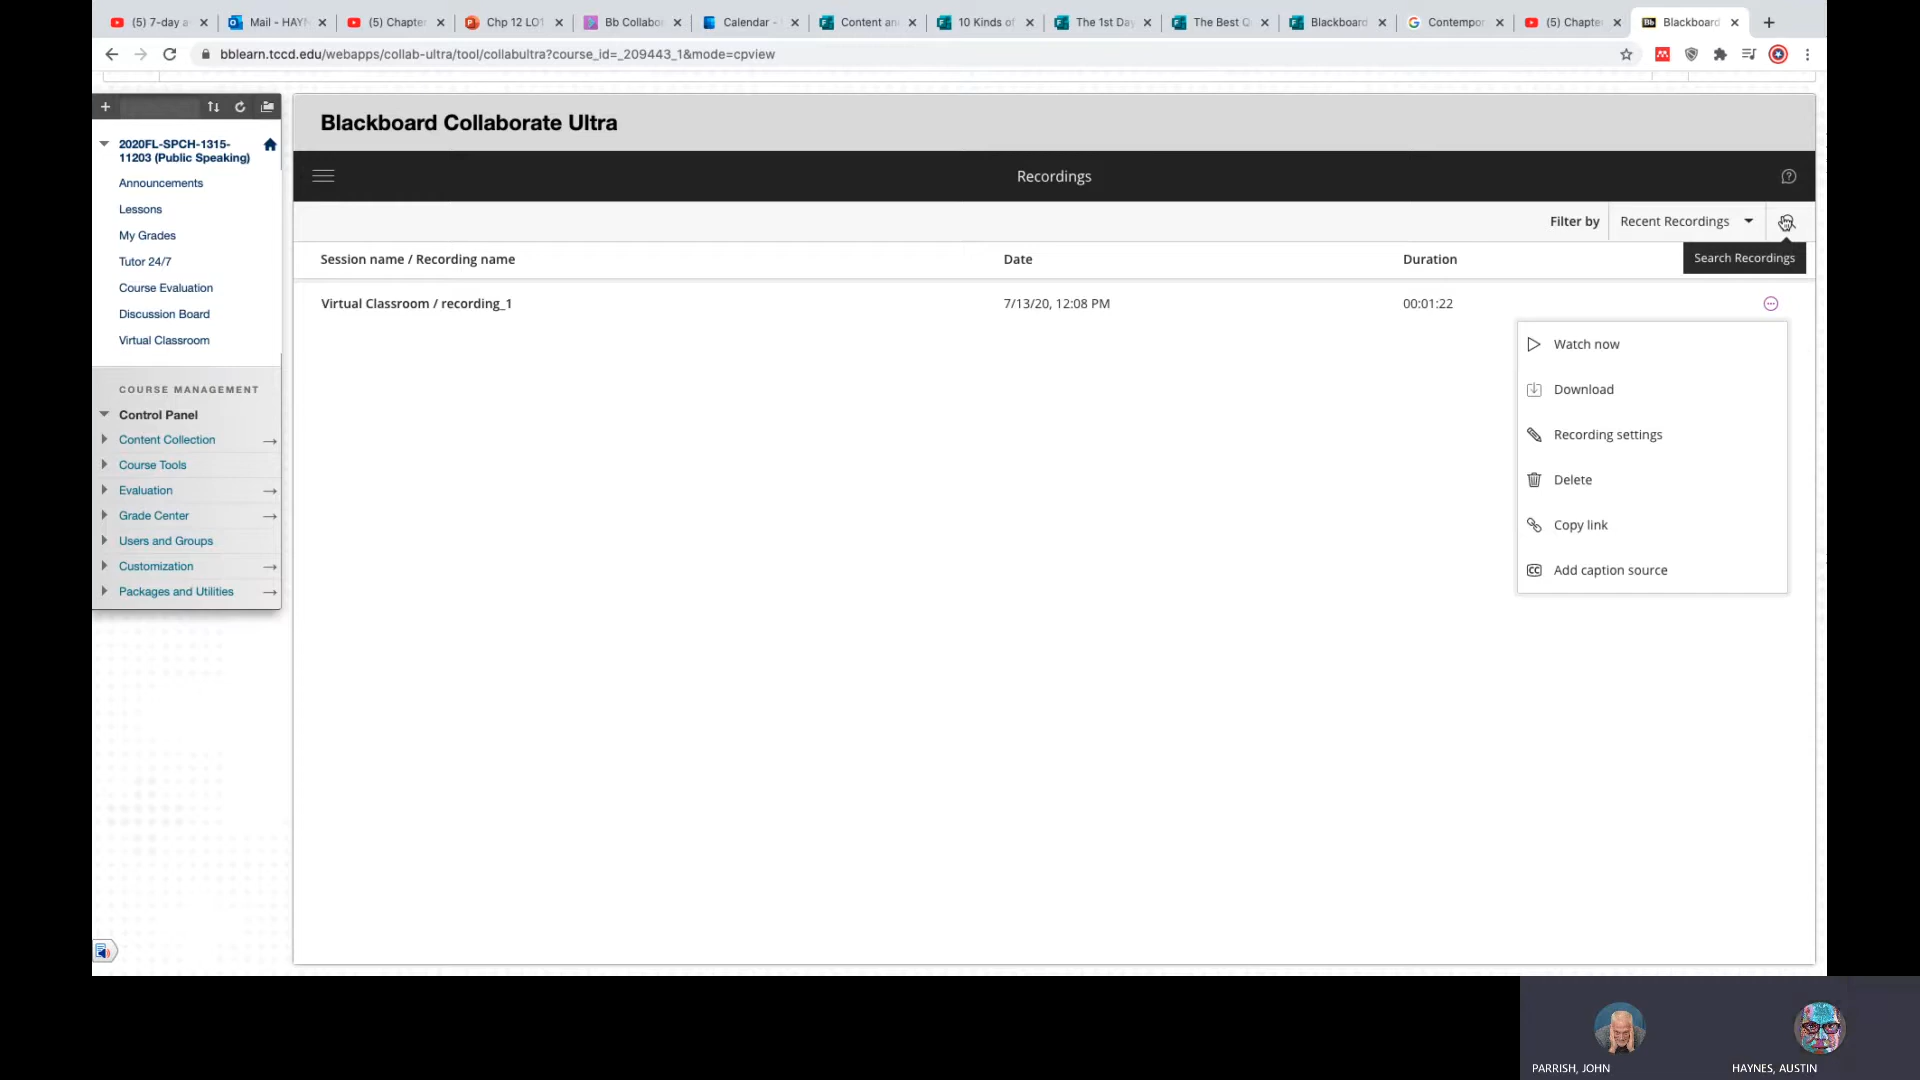 (5) 7-day a
Mail - HAYN
(5) Chapter
Chp 12 LO1
Bb Collabo
Calendar -
Content an
10 Kinds of
The 1st Day
The Best Q
Blackboard
Contempor
(5) Chapter
Bb Blackboard
bblearn.tccd.edu/webapps/collab-ultra/tool/collabultra?course_id=_209443_1&mode=cpview
2020FL-SPCH-1315-
11203 (Public Speaking)
Announcements
Lessons
My Grades
Tutor 24/7
Course Evaluation
Discussion Board
Virtual Classroom
COURSE MANAGEMENT
Control Panel
Content Collection
Course Tools
Evaluation
Grade Center
Users and Groups
Customization
Packages and Utilities
Blackboard Collaborate Ultra
Recordings
Filter by Recent Recordings
Search Recordings
Session name / Recording name Date Duration
Virtual Classroom / recording_1 7/13/20, 12:08 PM 00:01:22
Watch now
Download
Recording settings
Delete
Copy link
CC Add caption source
PARRISH, JOHN
HAYNES, AUSTIN